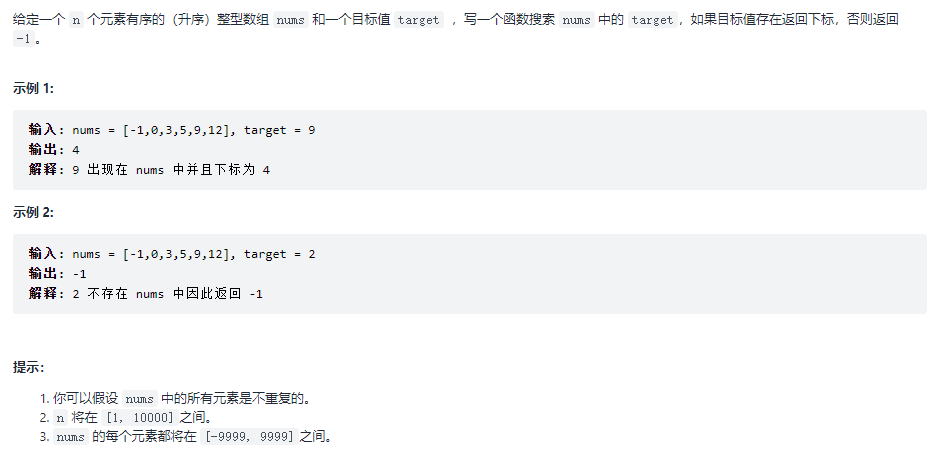 给定一个 n 个元素有序的（升序）整型数组 nums 和一个目标值 target ，写一个函数搜索 nums 中的 target，如果目标值存在返回下标，否则返回
-1。
示例 1:
输入: nums = [-1,0,3,5,9,12], target = 9
输出: 4
解释: 9 出现在 nums 中并且下标为 4
示例 2:
输入: nums = [-1,0,3,5,9,12], target = 2
输出: -1
解释: 2 不存在 nums 中因此返回 -1
提示：
1. 你可以假设 nums 中的所有元素是不重复的。
2. n 将在 [1, 10000]之间。
3. nums 的每个元素都将在 [-9999, 9999]之间。